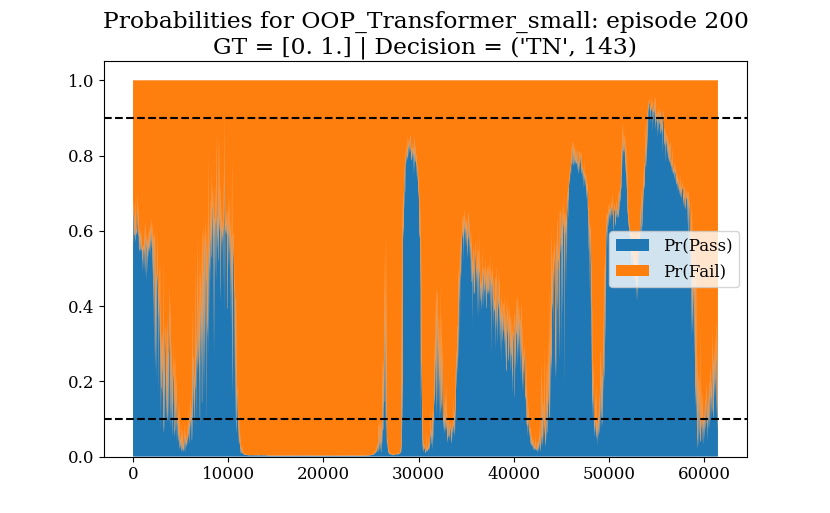 Probabilities for OOP_Transformer_small: episode 200
GT = [0. 1.] | Decision = ('TN', 143)
1.0
0.8
0.6
0.4
0.2
0.0
Pr(Pass)
Pr(Fail)
0 10000 20000 30000 40000 50000 60000